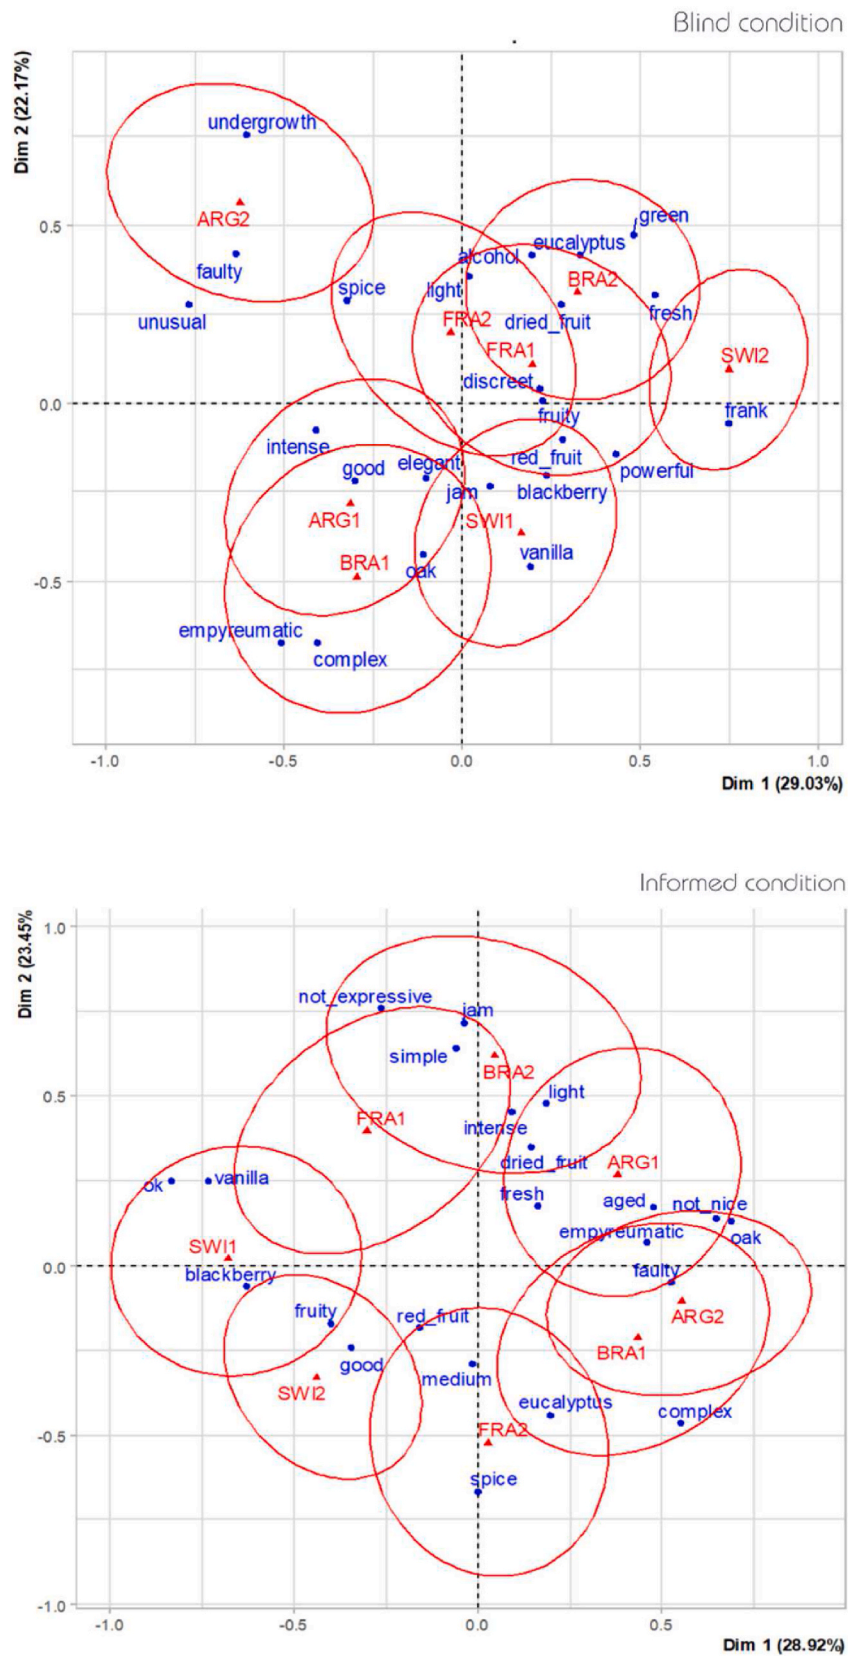 Blind condition
Dim 2 (22.17%)
undergrowth
ARG2
green
0.5
alcohol eucalyptus
faulty
BRA2
spice
light
fresh
unusual
FRA2 dried_fruit
FRA1
SWI2
discreet
0.0
fruity
frank
intense
good elegant
red_fruit
powerful
jam
blackberry
ARG1
SWI1
vanilla
BRA1
oak
-0.5
empyreumatic
complex
-1.0 -0.5 0.0 0.5 1.0
Dim 1 (29.03%)
Informed condition
Dim 2 (23.45%
1.0
not_expressive
jam
simple
BRA2
0.5
light
FRA1
intense
dried_fruit ARG1
ok vanilla
fresh
aged not_nice
empyreumatic
oak
SWI1
0.0
blackberry
faulty
fruity
red_fruit
ARG2
good
BRA1
medium
SWI2
eucalyptus
complex
FRA2
-0.5
spice
-1.0
-1.0 -0.5 0.0 0.5
Dim 1 (28.92%)